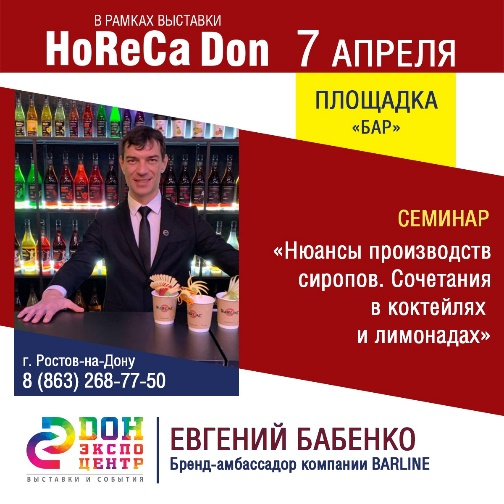 В РАМКАХ ВЫСТАВКИ
HoReCa Don 7 АПРЕЛЯ
ПЛОЩАДКА
«БАР»
СЕМИНАР
«Нюансы производств
сиропов. Сочетания
в коктейлях
и лимонадах»
г. Ростов-на-Дону
8 (863) 268-77-50
ДОН
ЭКСПО
ЦЕНТР
ВЫСТАВКИ И СОБЫТИЯ
ЕВГЕНИЙ БАБЕНКО
Бренд-амбассадор компании BARLINE